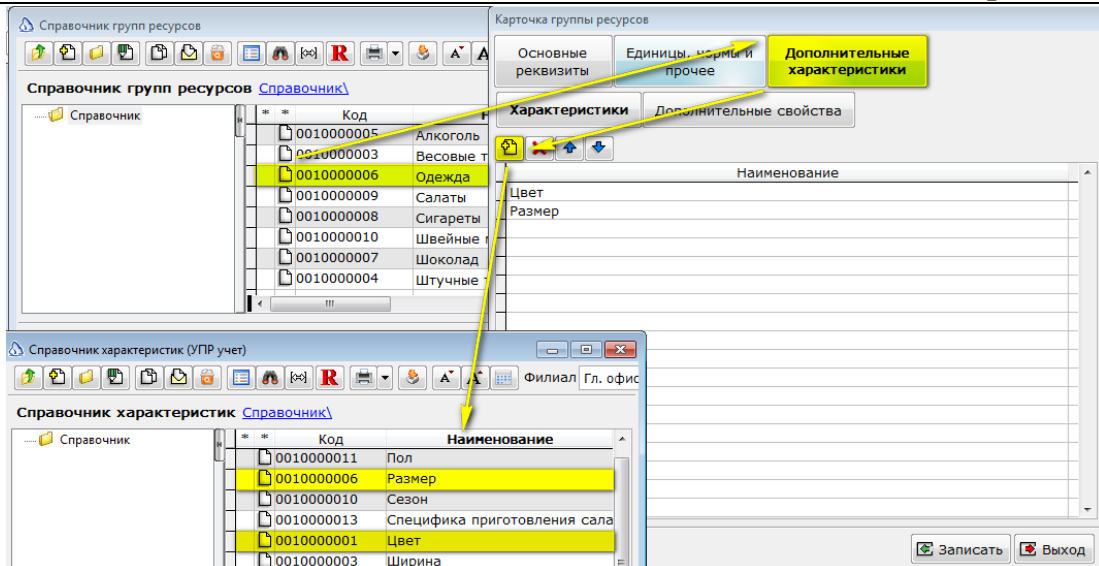 Справочник групп ресурсов
Справочник групп ресурсов Справочник\
Справочник
* * Код
0010000005 Алкоголь
0010000003 Весовые т
0010000006 Одежда
0010000009 Салаты
0010000008 Сигареты
0010000010 Швейные
0010000007 Шоколад
0010000004 Штучные
Карточка группы ресурсов
Основные реквизиты
Единицы, нормы и прочее
Дополнительные характеристики
Характеристики Дополнительные свойства
Наименование
Цвет
Размер
Записать Выход
Справочник характеристик (УПР учет)
Филиал Гл. офис
Справочник характеристик Справочник\
Справочник
* * Код Наименование
0010000011 Пол
0010000006 Размер
0010000010 Сезон
0010000013 Специфика приготовления сала
0010000001 Цвет
0010000003 Ширина